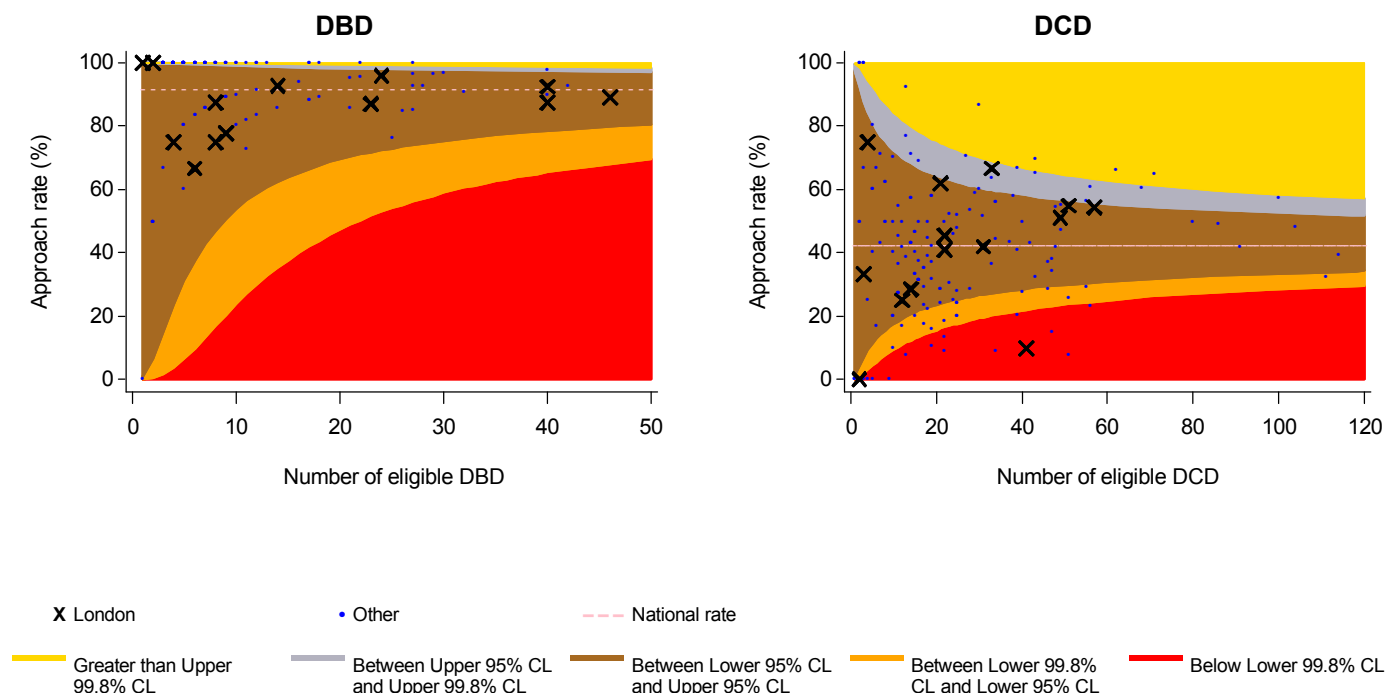 DBD
DCD
100
80
60
40
20
0
Approach rate (%)
0 10 20 30 40 50
Number of eligible DBD
100
80
60
40
20
0
Approach rate (%)
0 20 40 60 80 100 120
Number of eligible DCD
X London
Other
National rate
Greater than Upper
99.8% CL
Between Upper 95% CL
and Upper 99.8% CL
Between Lower 95% CL
and Upper 95% CL
Between Lower 99.8%
CL and Lower 95% CL
Below Lower 99.8% CL